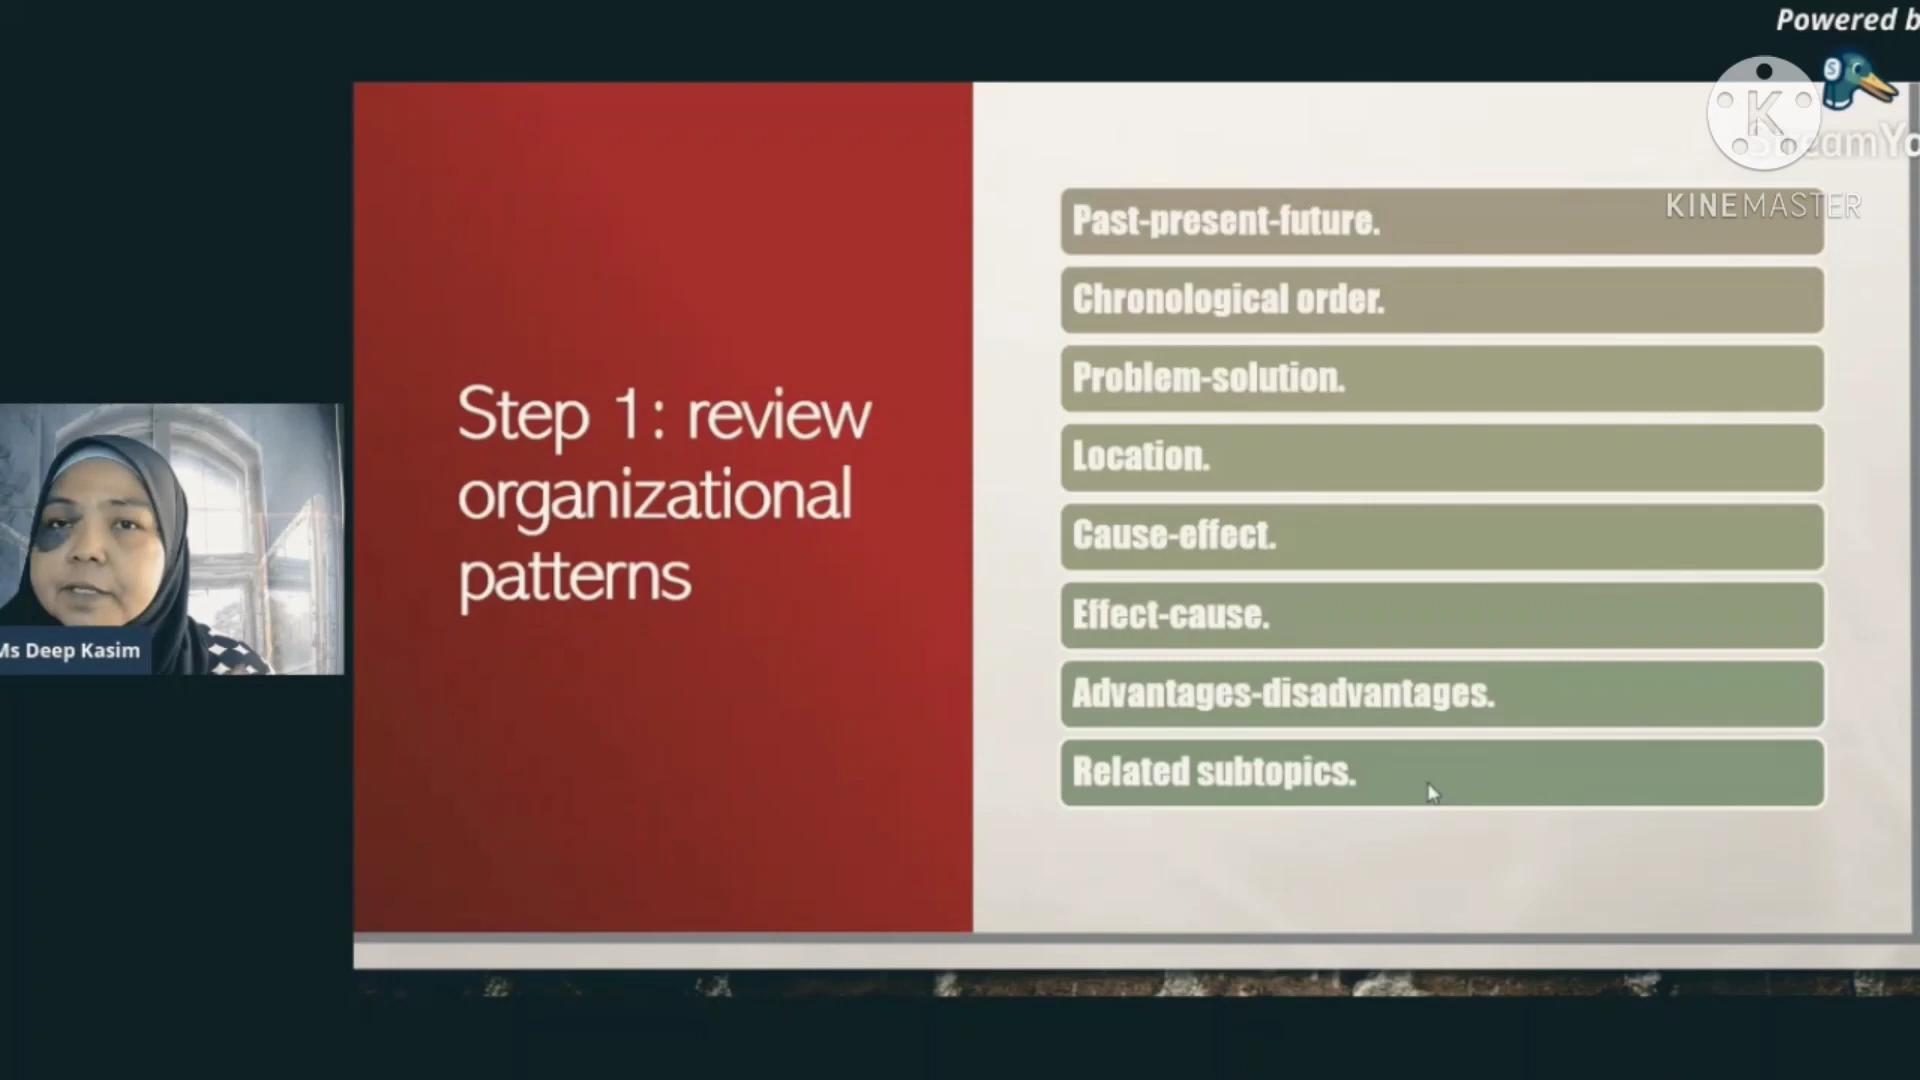 Powered b
S
K
StreamYo
KINEMASTER
Past-present-future.
Chronological order.
Problem-solution.
Location.
Cause-effect.
Effect-cause.
Advantages-disadvantages.
Related subtopics.
Step 1: review
organizational
patterns
Ms Deep Kasim